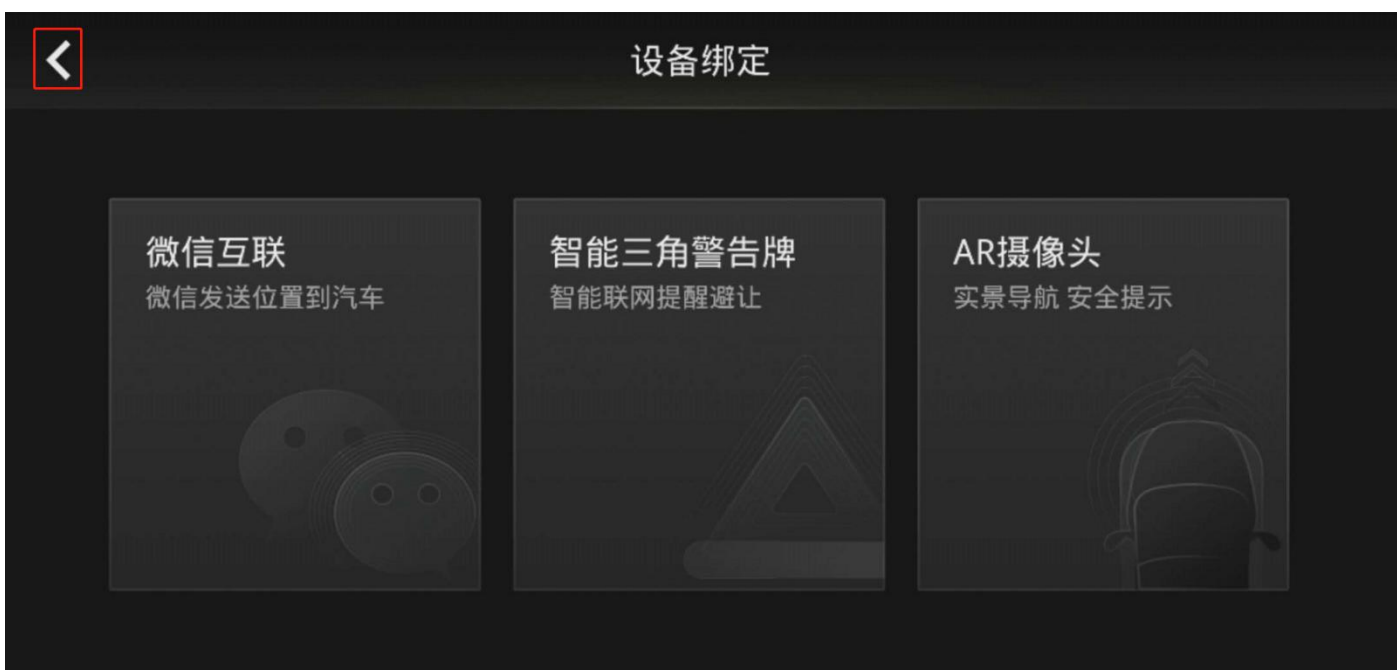 设备绑定
微信互联
微信发送位置到汽车
智能三角警告牌
智能联网提醒避让
AR摄像头
实景导航 安全提示